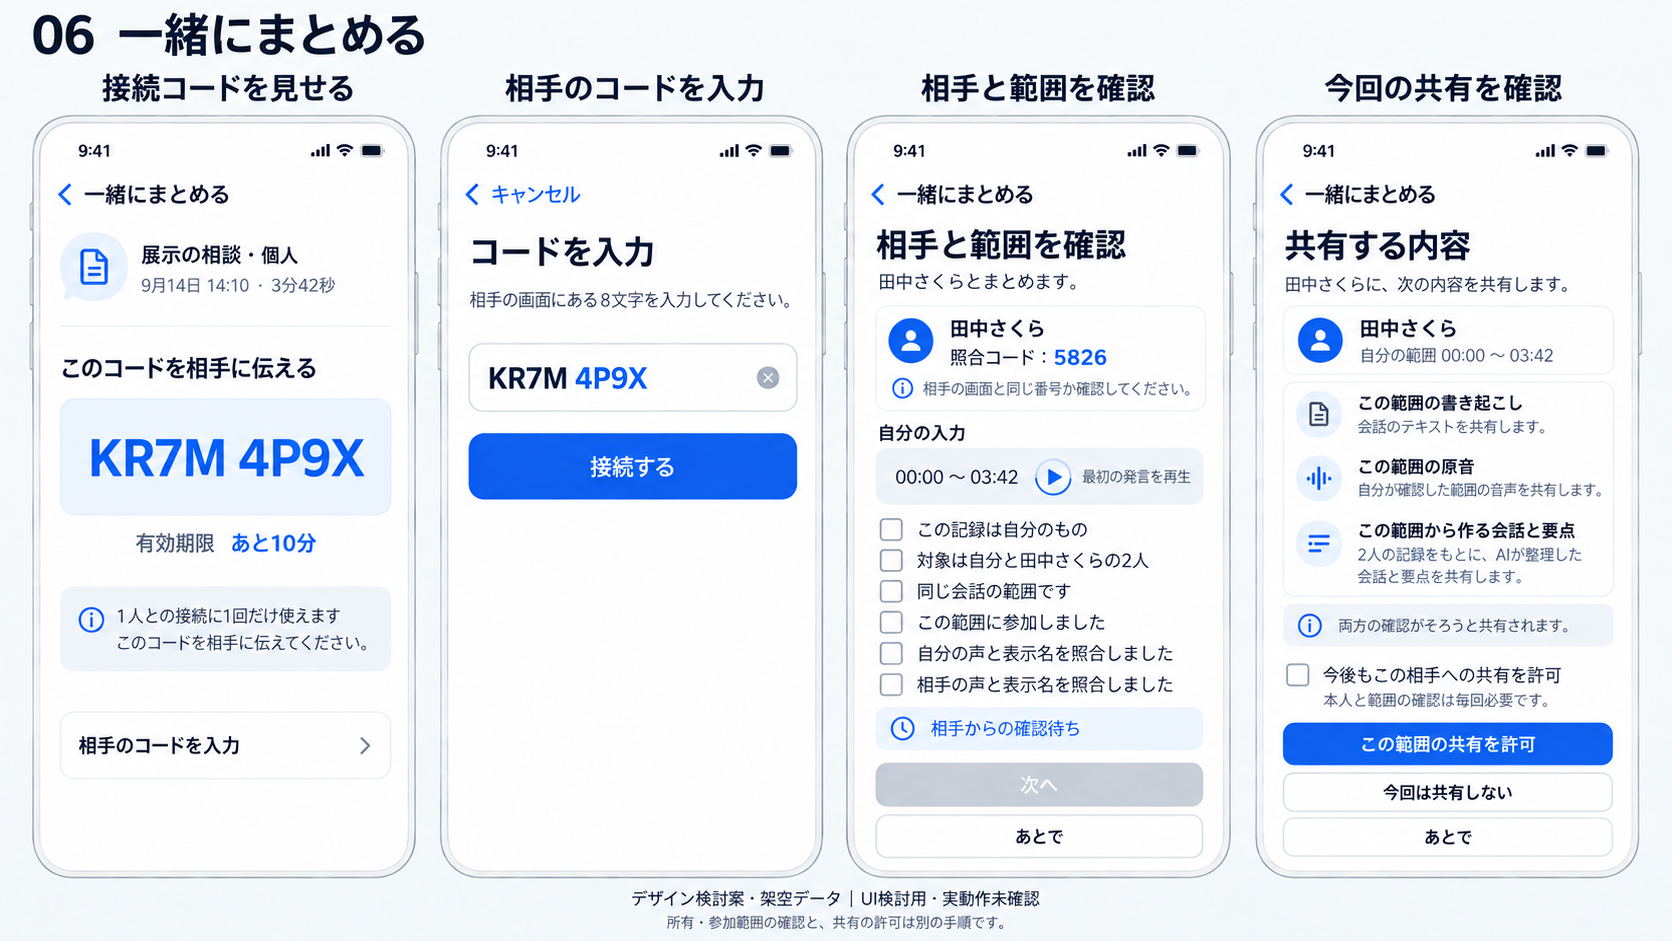 06 一緒にまとめる
接続コードを見せる
9:41
一緒にまとめる
展示の相談・個人
9月14日 14:10 ・ 3分42秒
このコードを相手に伝える
KR7M 4P9X
有効期限 あと10分
1人との接続に1回だけ使えます
このコードを相手に伝えてください。
相手のコードを入力
相手のコードを入力
9:41
キャンセル
コードを入力
相手の画面にある8文字を入力してください。
KR7M 4P9X
接続する
相手と範囲を確認
9:41
一緒にまとめる
相手と範囲を確認
田中さくらとまとめます。
田中さくら
照合コード：5826
相手の画面と同じ番号か確認してください。
自分の入力
00:00 〜 03:42 最初の発言を再生
この記録は自分のもの
対象は自分と田中さくらの2人
同じ会話の範囲です
この範囲に参加しました
自分の声と表示名を照合しました
相手の声と表示名を照合しました
相手からの確認待ち
次へ
あとで
今回の共有を確認
9:41
一緒にまとめる
共有する内容
田中さくらに、次の内容を共有します。
田中さくら
自分の範囲 00:00 〜 03:42
この範囲の書き起こし
会話のテキストを共有します。
この範囲の原音
自分が確認した範囲の音声を共有します。
この範囲から作る会話と要点
2人の記録をもとに、AIが整理した
会話と要点を共有します。
両方の確認がそろうと共有されます。
今後もこの相手への共有を許可
本人と範囲の確認は毎回必要です。
この範囲の共有を許可
今回は共有しない
あとで
デザイン検討案・架空データ｜UI検討用・実動作未確認
所有・参加範囲の確認と、共有の許可は別の手順です。